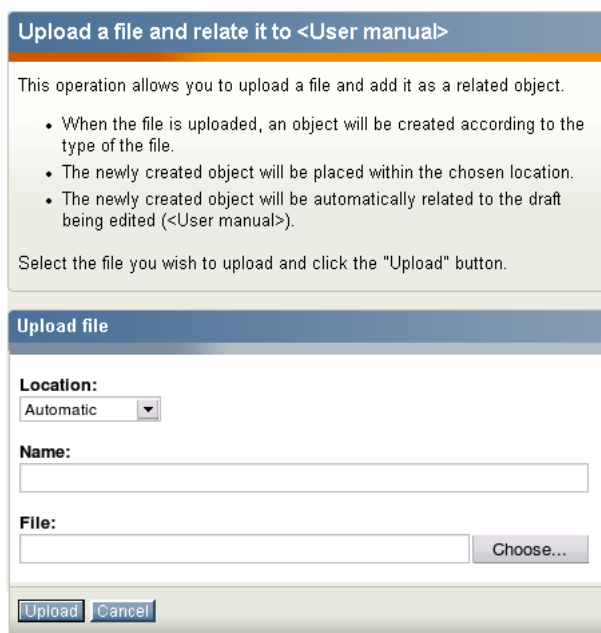 Upload a file and relate it to <User manual>
This operation allows you to upload a file and add it as a related object.
• When the file is uploaded, an object will be created according to the
type of the file.
• The newly created object will be placed within the chosen location.
• The newly created object will be automatically related to the draft
being edited (<User manual>).
Select the file you wish to upload and click the "Upload" button.
Upload file
Location:
Automatic
Name:
File:
Choose...
Upload Cancel